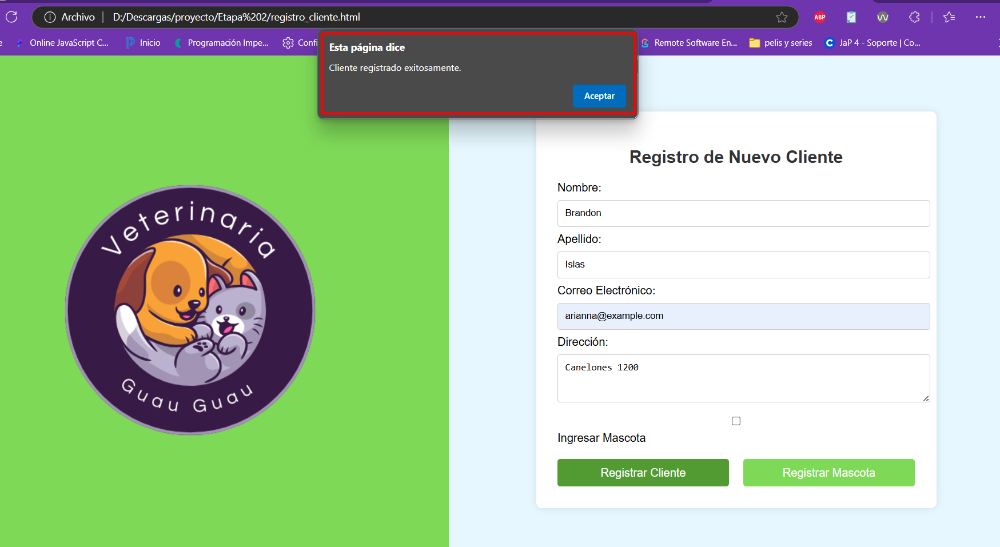 Archivo
D:/Descargas/proyecto/Etapa%202/registro_cliente.html
ABP
e
Online JavaScript C...
Inicio
Programación Impe...
Confi
Remote Software En...
pelis y series
JaP 4 - Soporte | Co...
Esta página dice
Cliente registrado exitosamente.
Aceptar
Veterinaria
Guau Guau
Registro de Nuevo Cliente
Nombre:
Brandon
Apellido:
Islas
Correo Electrónico:
arianna@example.com
Dirección:
Canelones 1200
Ingresar Mascota
Registrar Cliente
Registrar Mascota